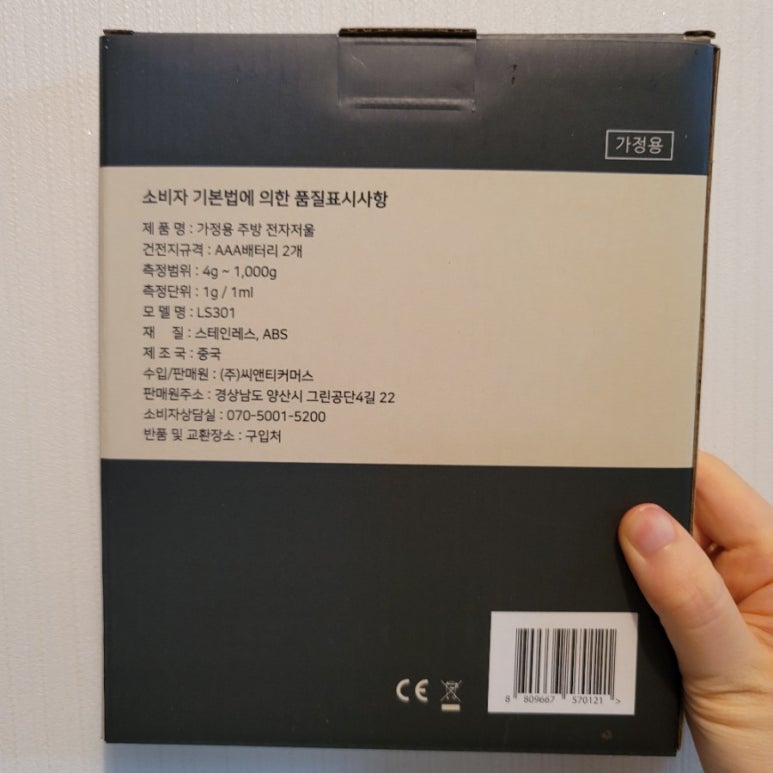 가정용
소비자 기본법에 의한 품질표시사항
제 품 명 : 가정용 주방 전자저울
건전지규격 : AAA배터리 2개
측정범위 : 4g ~ 1,000g
측정단위 : 1g / 1ml
모 델 명 : LS301
재 질 : 스테인레스, ABS
제 조 국 : 중국
수입/판매원 : (주)씨앤티커머스
판매원주소 : 경상남도 양산시 그린공단4길 22
소비자상담실 : 070-5001-5200
반품 및 교환장소 : 구입처
CE
8 809667 570121 >